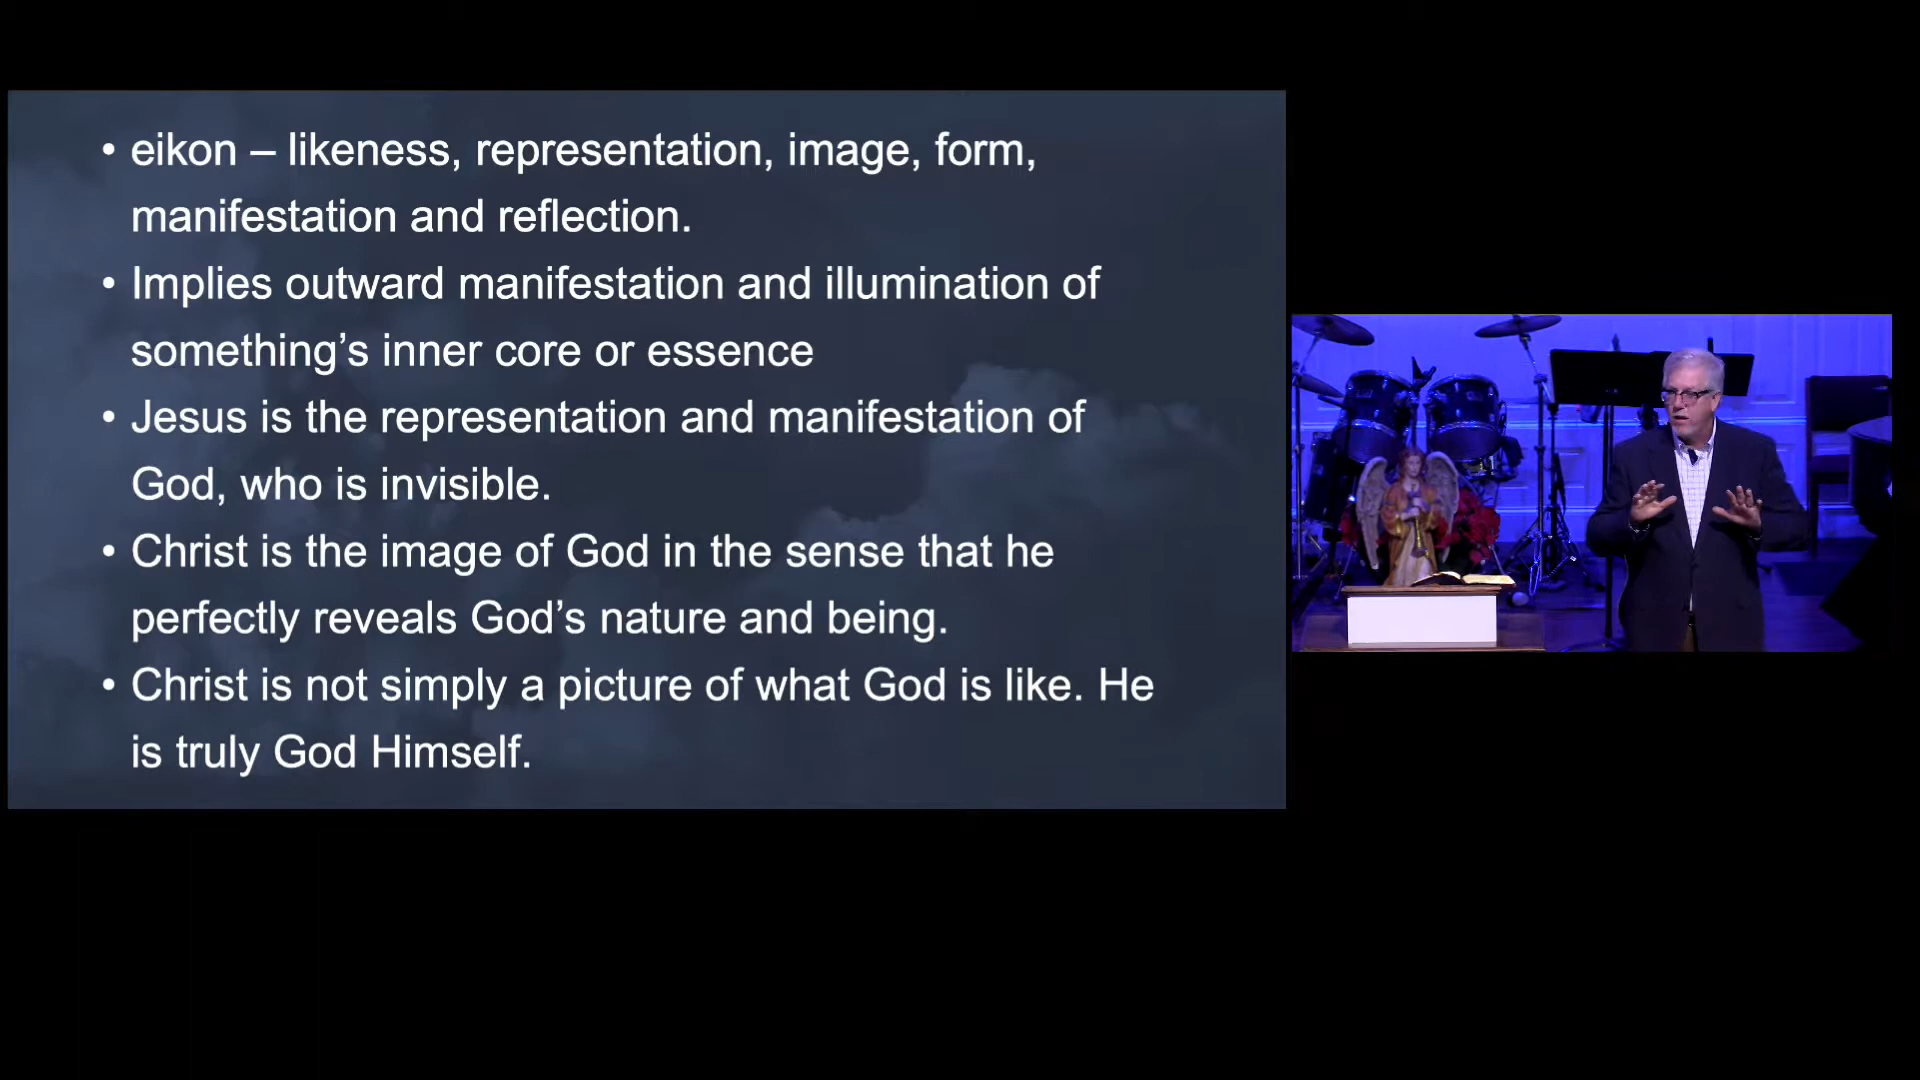 • eikon – likeness, representation, image, form,
manifestation and reflection.
• Implies outward manifestation and illumination of
something’s inner core or essence
• Jesus is the representation and manifestation of
God, who is invisible.
• Christ is the image of God in the sense that he
perfectly reveals God’s nature and being.
• Christ is not simply a picture of what God is like. He
is truly God Himself.